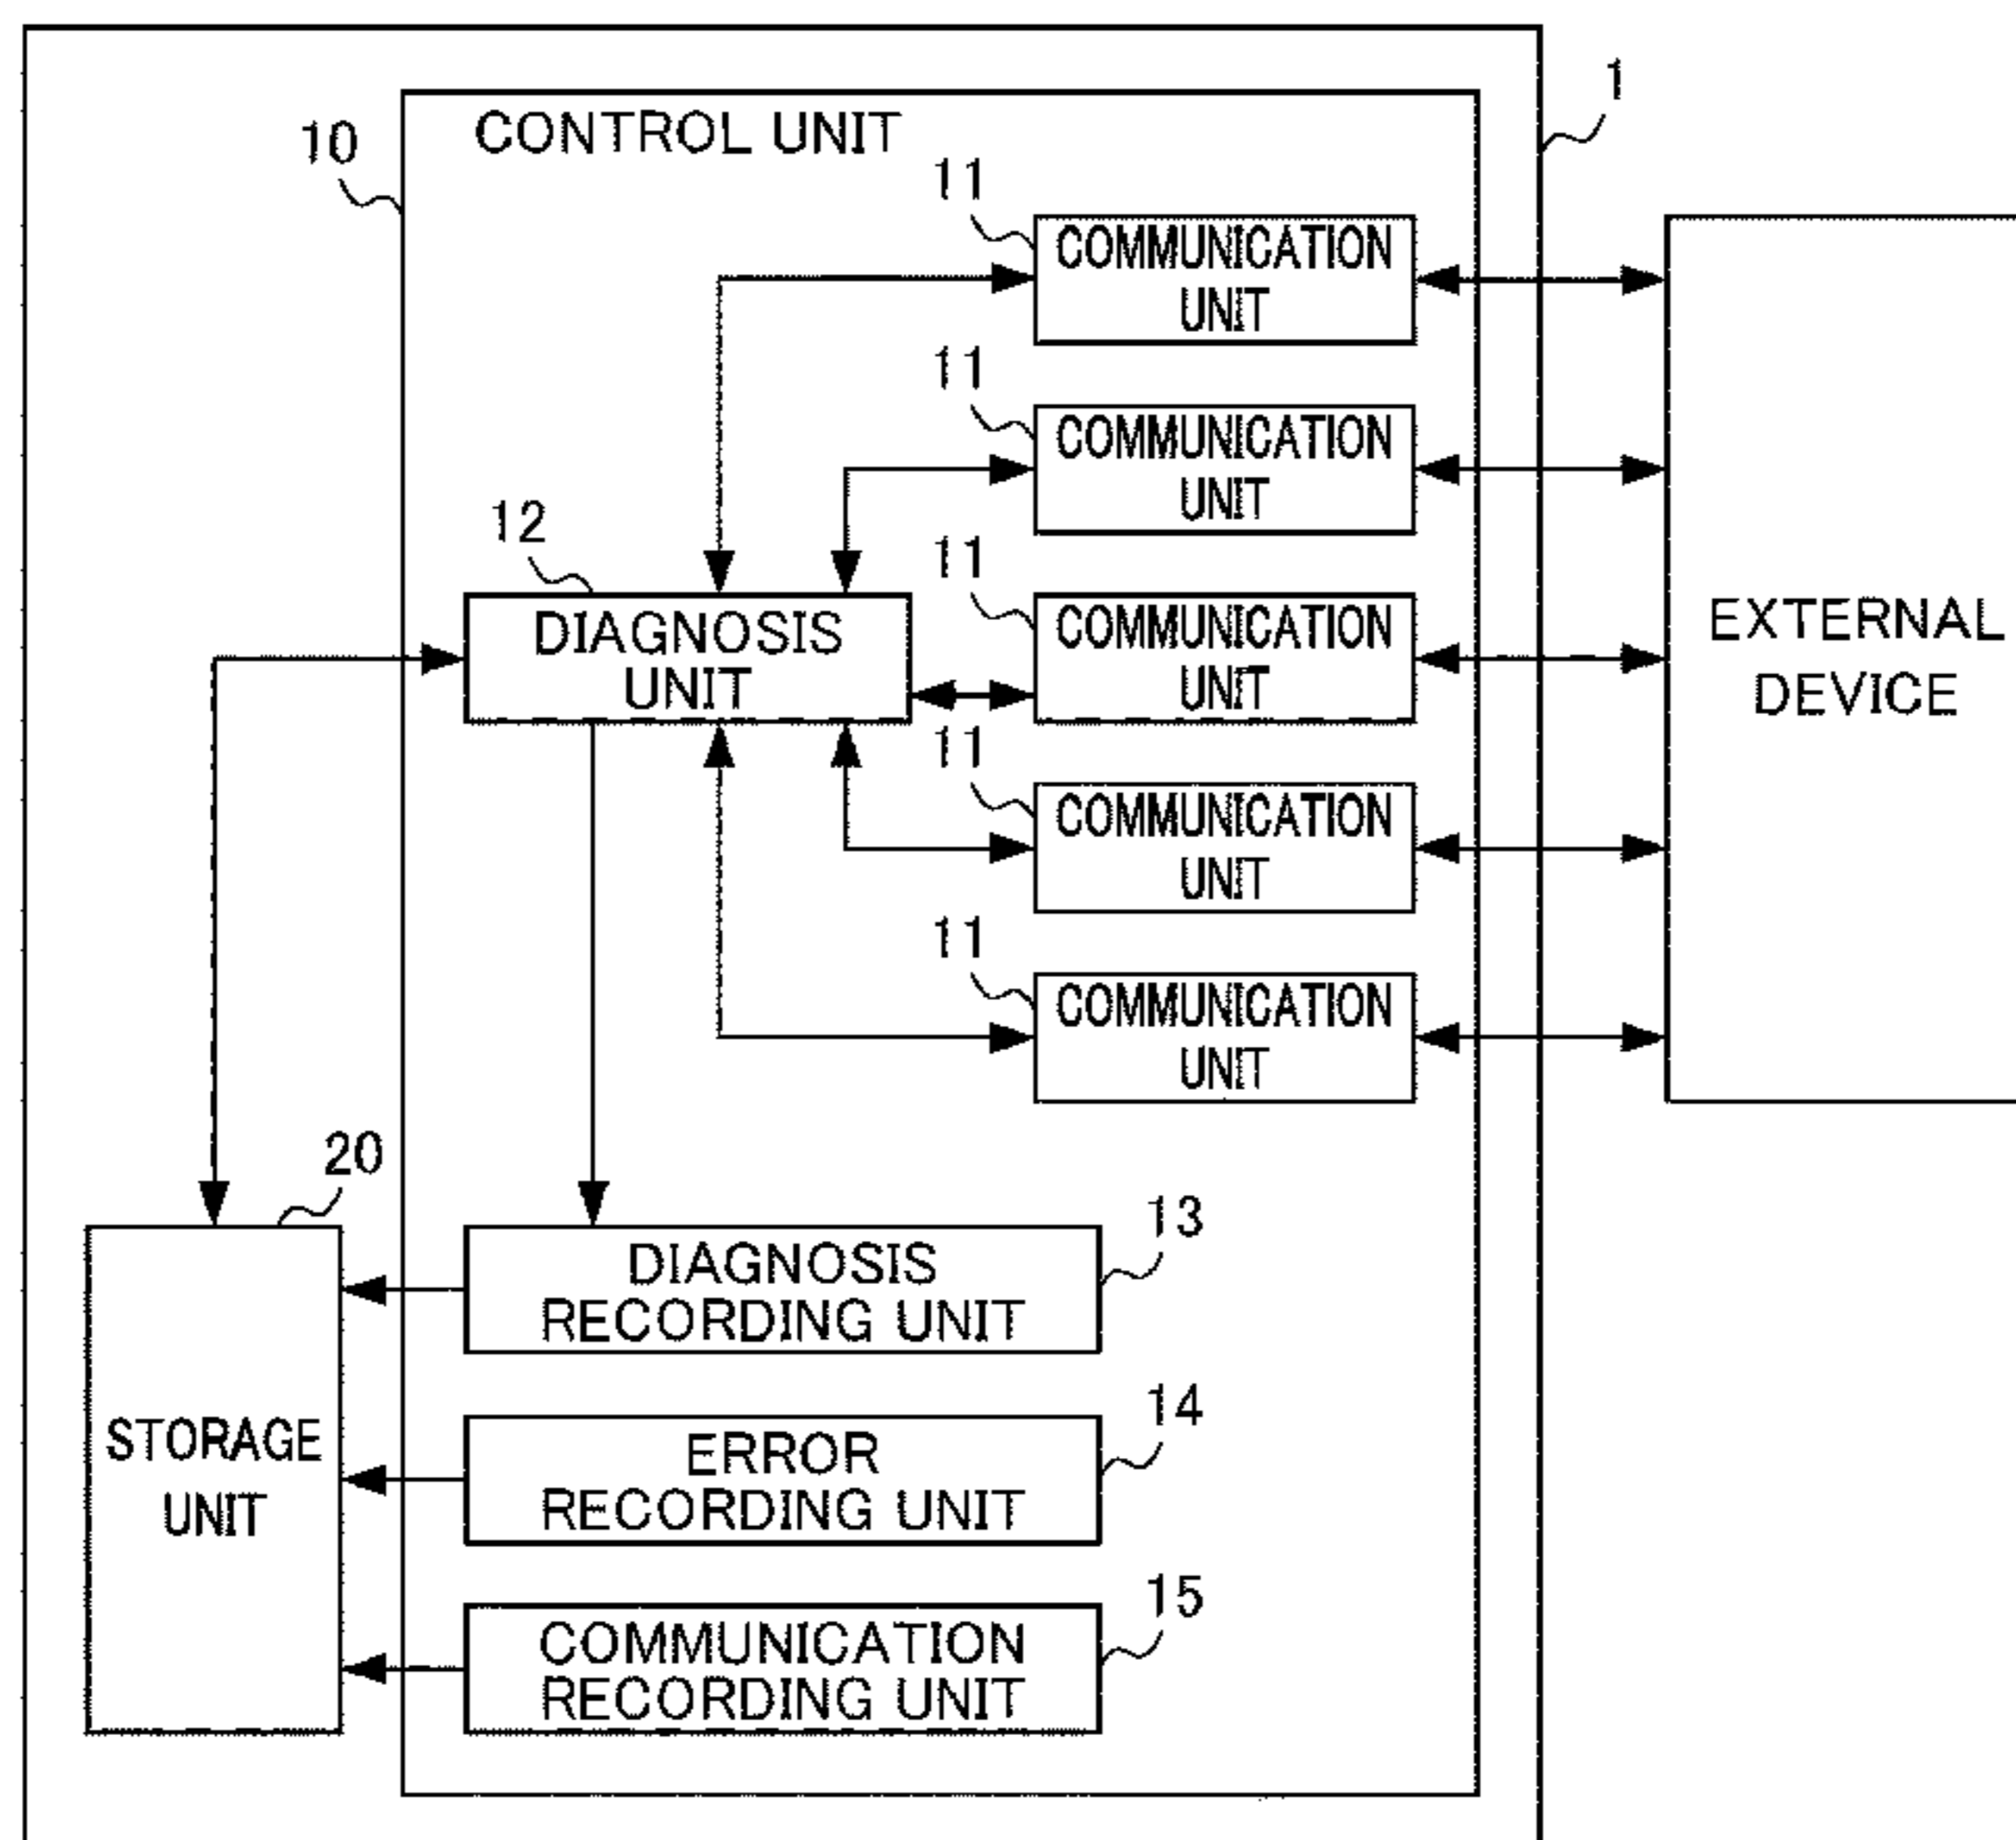 1
10
CONTROL UNIT
11
COMMUNICATION
UNIT
11
COMMUNICATION
UNIT
12
DIAGNOSIS
UNIT
11
COMMUNICATION
UNIT
EXTERNAL
DEVICE
11
COMMUNICATION
UNIT
11
COMMUNICATION
UNIT
20
STORAGE
UNIT
13
DIAGNOSIS
RECORDING UNIT
14
ERROR
RECORDING UNIT
15
COMMUNICATION
RECORDING UNIT